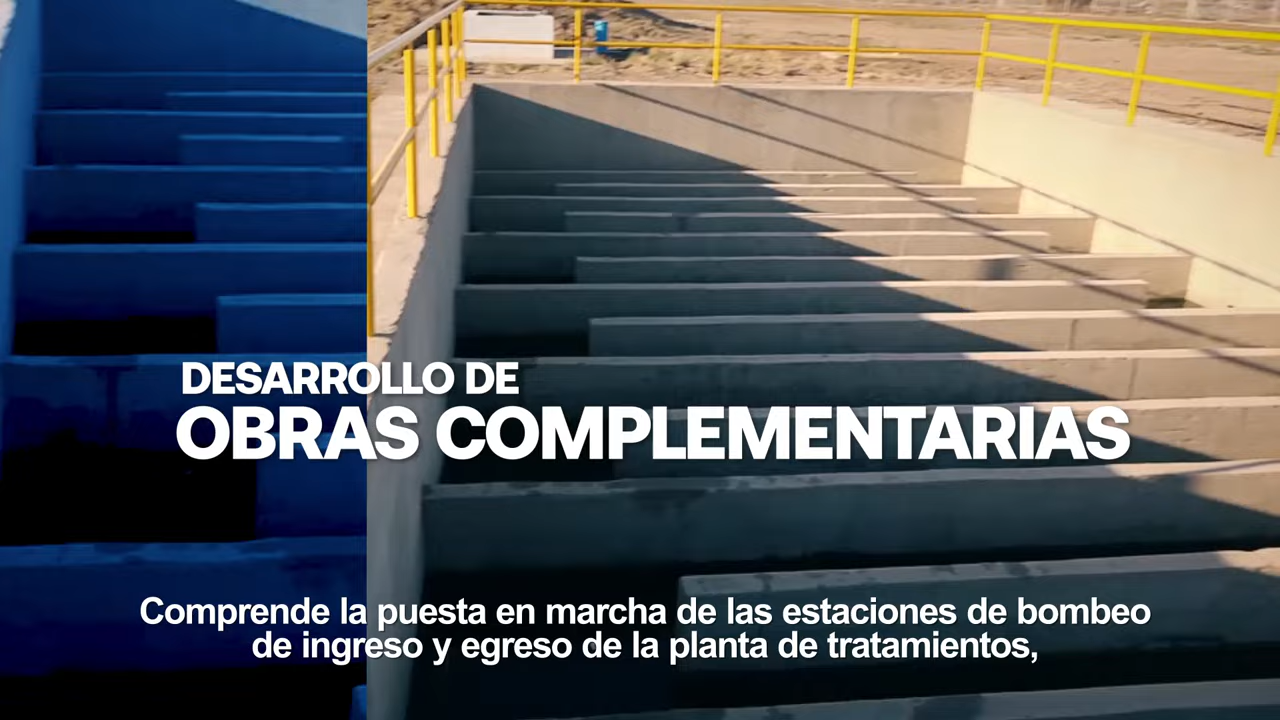 DESARROLLO DE
OBRAS COMPLEMENTARIAS
Comprende la puesta en marcha de las estaciones de bombeo
de ingreso y egreso de la planta de tratamientos,